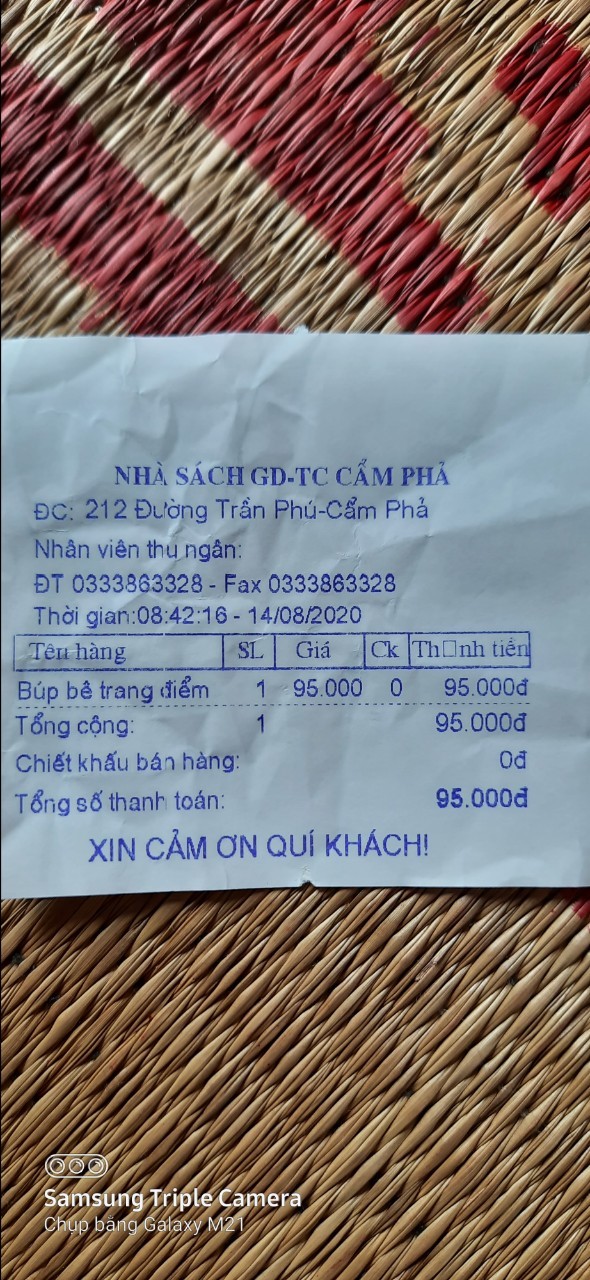 NHÀ SÁCH GD-TC CẨM PHẢ
ĐC: 212 Đường Trần Phú-Cẩm Phả
Nhân viên thu ngân:
ĐT 0333863328 - Fax 0333863328
Thời gian:08:42:16 - 14/08/2020
Tên hàng SL Giá Ck Th□nh tiền
Búp bê trang điểm 1 95.000 0 95.000đ
Tổng cộng: 1 95.000đ
Chiết khấu bán hàng: 0đ
Tổng số thanh toán: 95.000đ
XIN CẢM ƠN QUÍ KHÁCH!
Samsung Triple Camera
Chụp bằng Galaxy M21